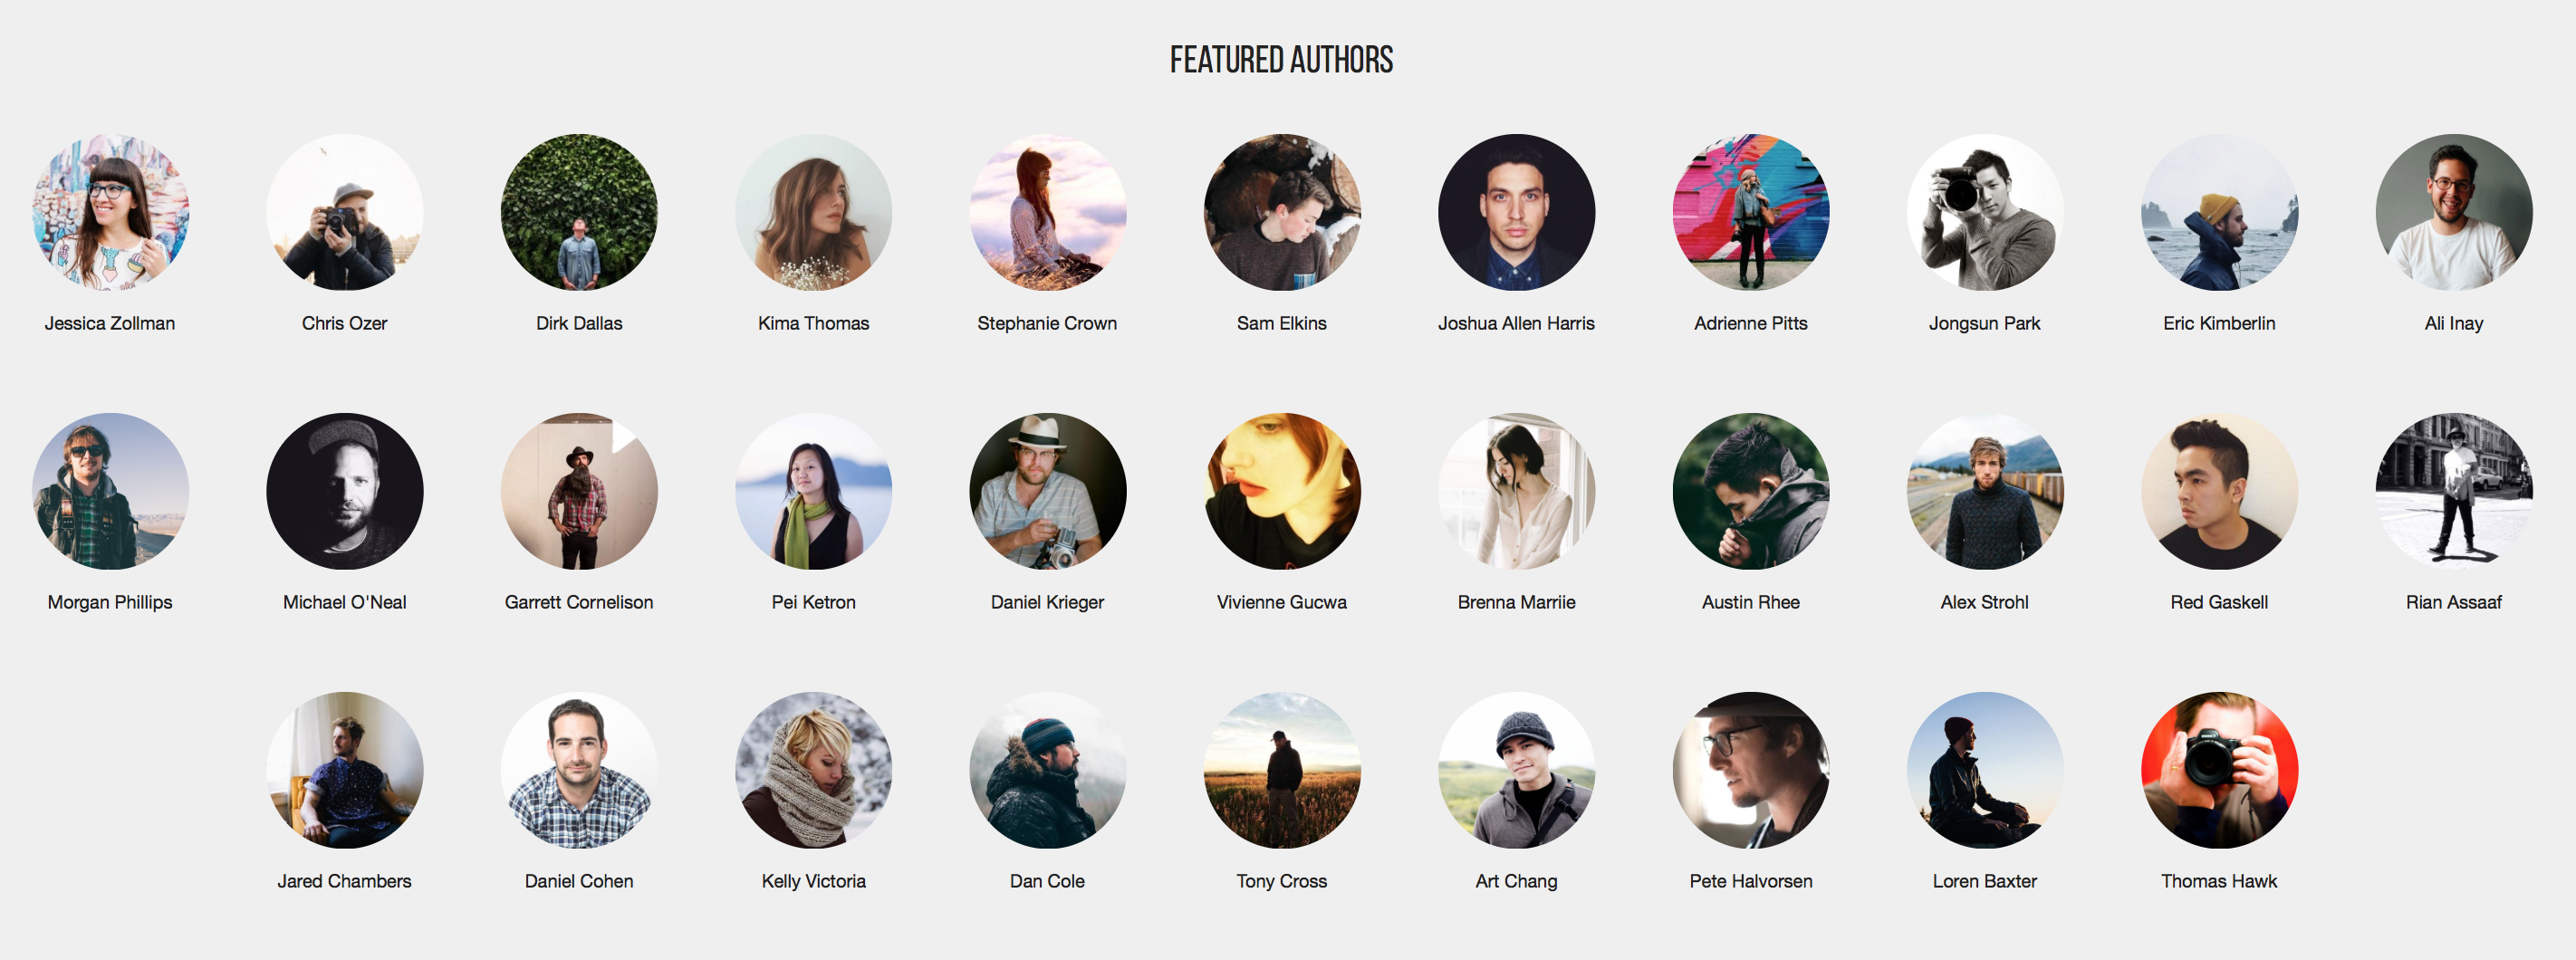 FEATURED AUTHORS
Jessica Zollman
Chris Ozer
Dirk Dallas
Kima Thomas
Stephanie Crown
Sam Elkins
Joshua Allen Harris
Adrienne Pitts
Jongsun Park
Eric Kimberlin
Ali Inay
Morgan Phillips
Michael O'Neal
Garrett Cornelison
Pei Ketron
Daniel Krieger
Vivienne Gucwa
Brenna Marriie
Austin Rhee
Alex Strohl
Red Gaskell
Rian Assaaf
Jared Chambers
Daniel Cohen
Kelly Victoria
Dan Cole
Tony Cross
Art Chang
Pete Halvorsen
Loren Baxter
Thomas Hawk